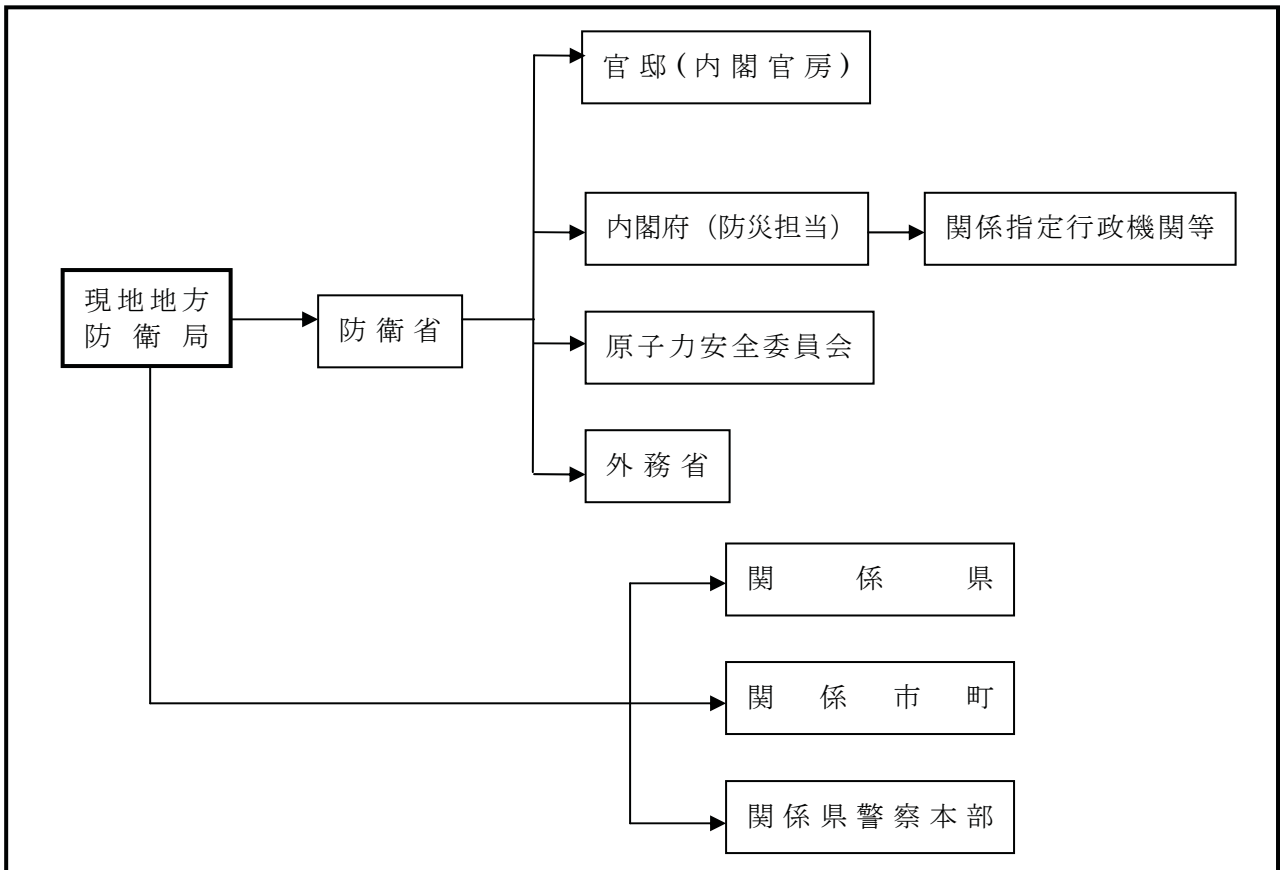 官邸(内閣官房)
内閣府（防災担当）
関係指定行政機関等
現地地方
防衛局
防衛省
原子力安全委員会
外務省
関係県
関係市町
関係県警察本部